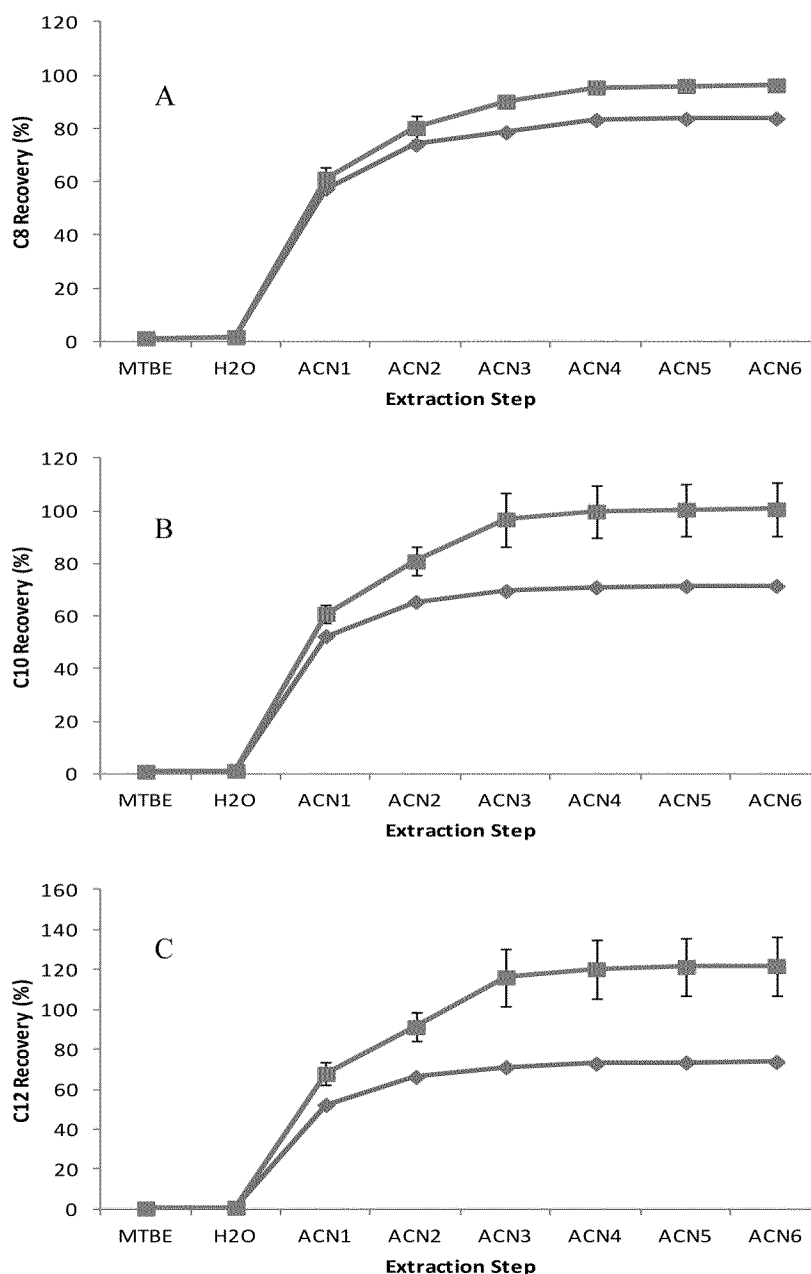 A
C8 Recovery (%)
120
100
80
60
40
20
0
MTBE H2O ACN1 ACN2 ACN3 ACN4 ACN5 ACN6
Extraction Step
B
C10 Recovery (%)
120
100
80
60
40
20
0
MTBE H2O ACN1 ACN2 ACN3 ACN4 ACN5 ACN6
Extraction Step
C
C12 Recovery (%)
160
140
120
100
80
60
40
20
0
MTBE H2O ACN1 ACN2 ACN3 ACN4 ACN5 ACN6
Extraction Step